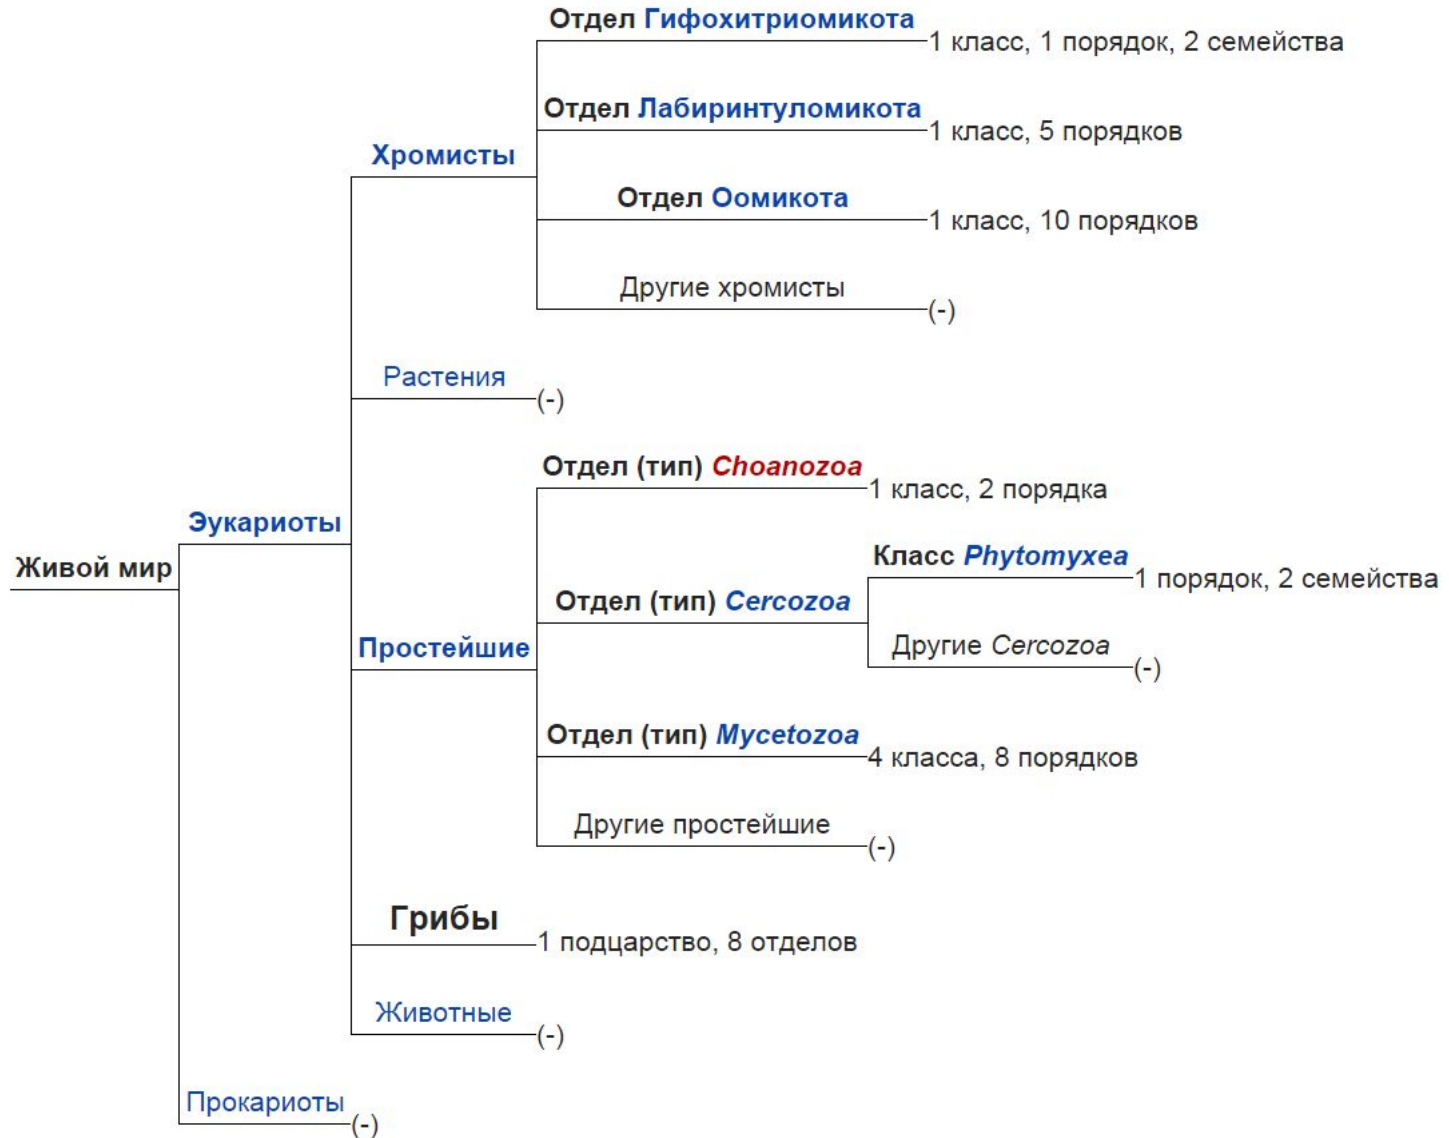 Отдел Гифохитриомикота
1 класс, 1 порядок, 2 семейства
Отдел Лабиринтуломикота
1 класс, 5 порядков
Хромисты
Отдел Оомикота
1 класс, 10 порядков
Другие хромисты
(-)
Растения
(-)
Отдел (тип) Choanozoa
1 класс, 2 порядка
Эукариоты
Живой мир
Класс Phytomyxea
1 порядок, 2 семейства
Отдел (тип) Cercozoa
Другие Cercozoa
(-)
Простейшие
Отдел (тип) Mycetozoa
4 класса, 8 порядков
Другие простейшие
(-)
Грибы
1 подцарство, 8 отделов
Животные
(-)
Прокариоты
(-)